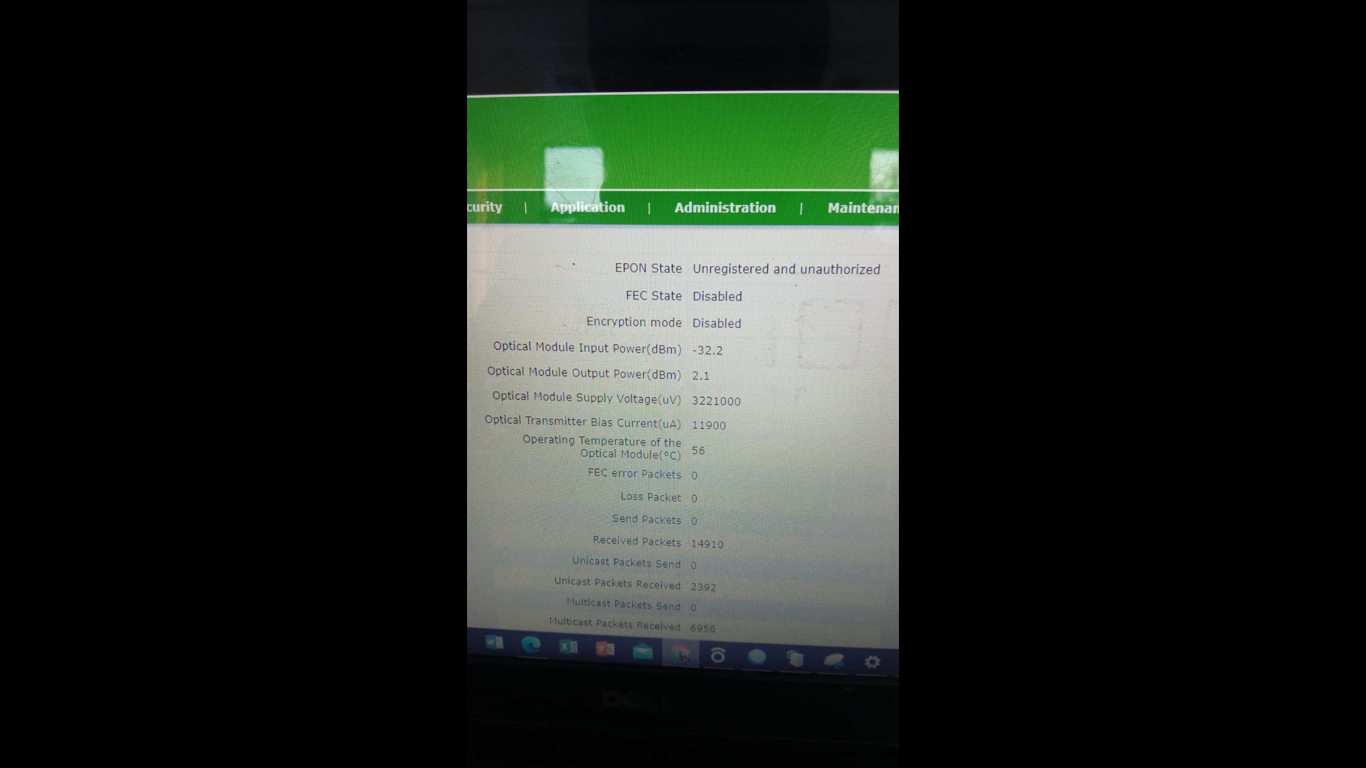 curity | Application | Administration | Maintenan
EPON State Unregistered and unauthorized
FEC State Disabled
Encryption mode Disabled
Optical Module Input Power(dBm) -32.2
Optical Module Output Power(dBm) 2.1
Optical Module Supply Voltage(uV) 3221000
Optical Transmitter Bias Current(uA) 11900
Operating Temperature of the
Optical Module(°C) 56
FEC error Packets 0
Loss Packet 0
Send Packets 0
Received Packets 14910
Unicast Packets Send 0
Unicast Packets Received 2392
Multicast Packets Send 0
Multicast Packets Received 6956
DELL